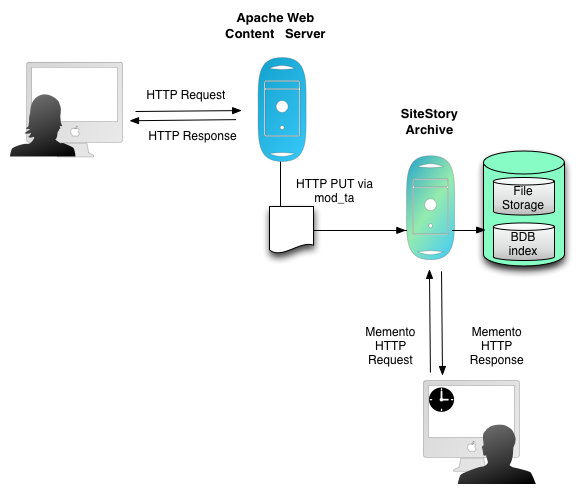 Apache Web
Content Server
HTTP Request
HTTP Response
SiteStory
Archive
HTTP PUT via
mod_ta
File
Storage
BDB
index
Memento
HTTP
Request
Memento
HTTP
Response